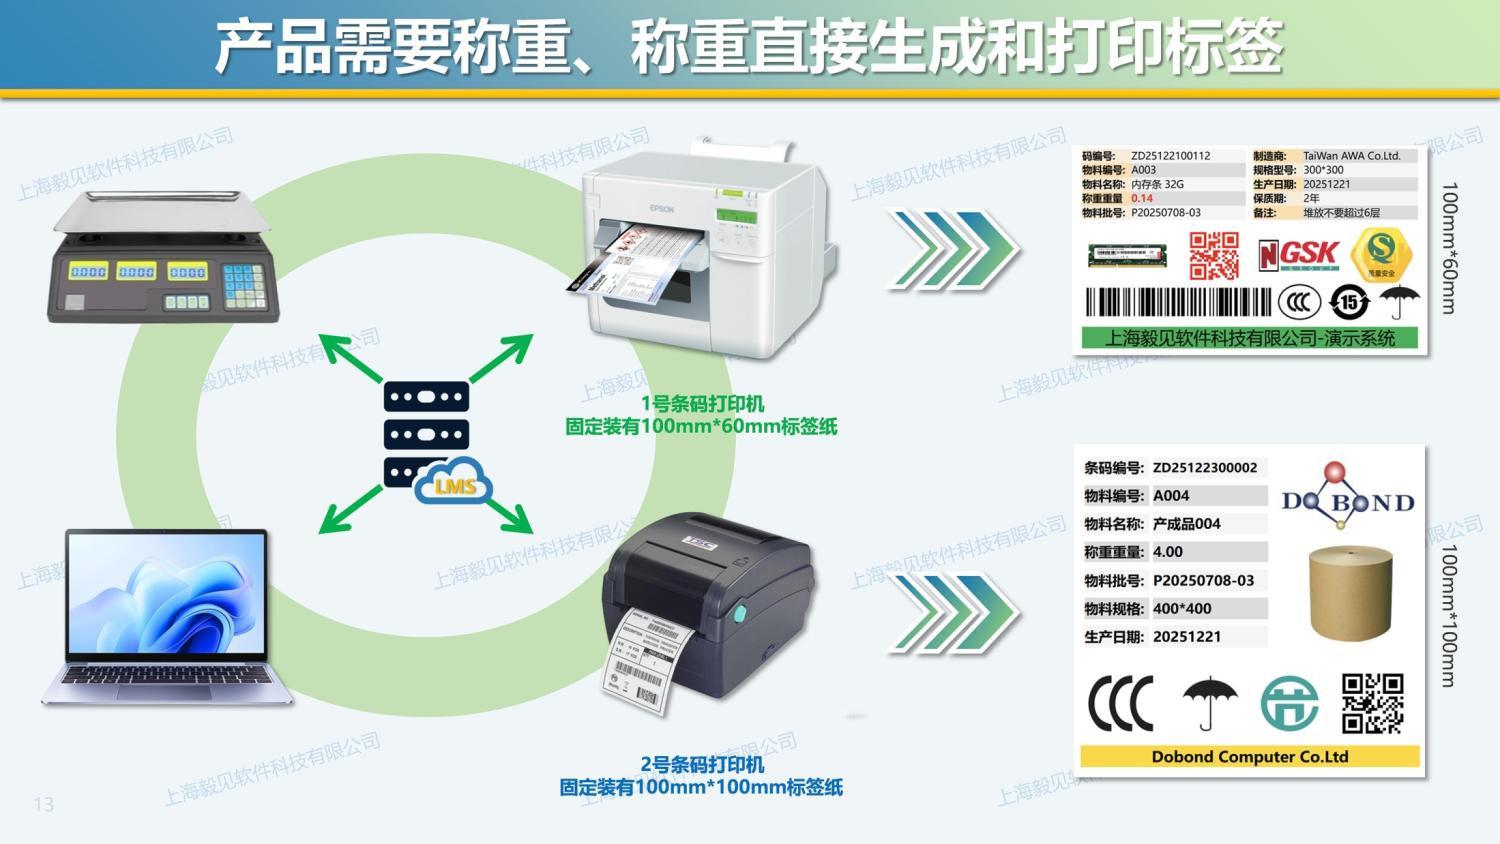 产品需要称重、称重直接生成和打印标签
上海毅见软件科技有限公司
EPSON
1号条码打印机
固定装有100mm*60mm标签纸
LMS
TSC
2号条码打印机
固定装有100mm*100mm标签纸
码编号: ZD25122100112 制造商: TaiWan AWA Co.Ltd.
物料编号: A003 规格型号: 300*300
物料名称: 内存条 32G 生产日期: 20251221
称重重量 0.14 保质期: 2年
物料批号: P20250708-03 备注: 堆放不要超过6层
NGSK
GROUP
S
质量安全
CCC
15
上海毅见软件科技有限公司-演示系统
100mm*60mm
条码编号: ZD25122300002
物料编号: A004
物料名称: 产成品004
称重重量: 4.00
物料批号: P20250708-03
物料规格: 400*400
生产日期: 20251221
DOBOND
CCC
Dobond Computer Co.Ltd
100mm*100mm
13